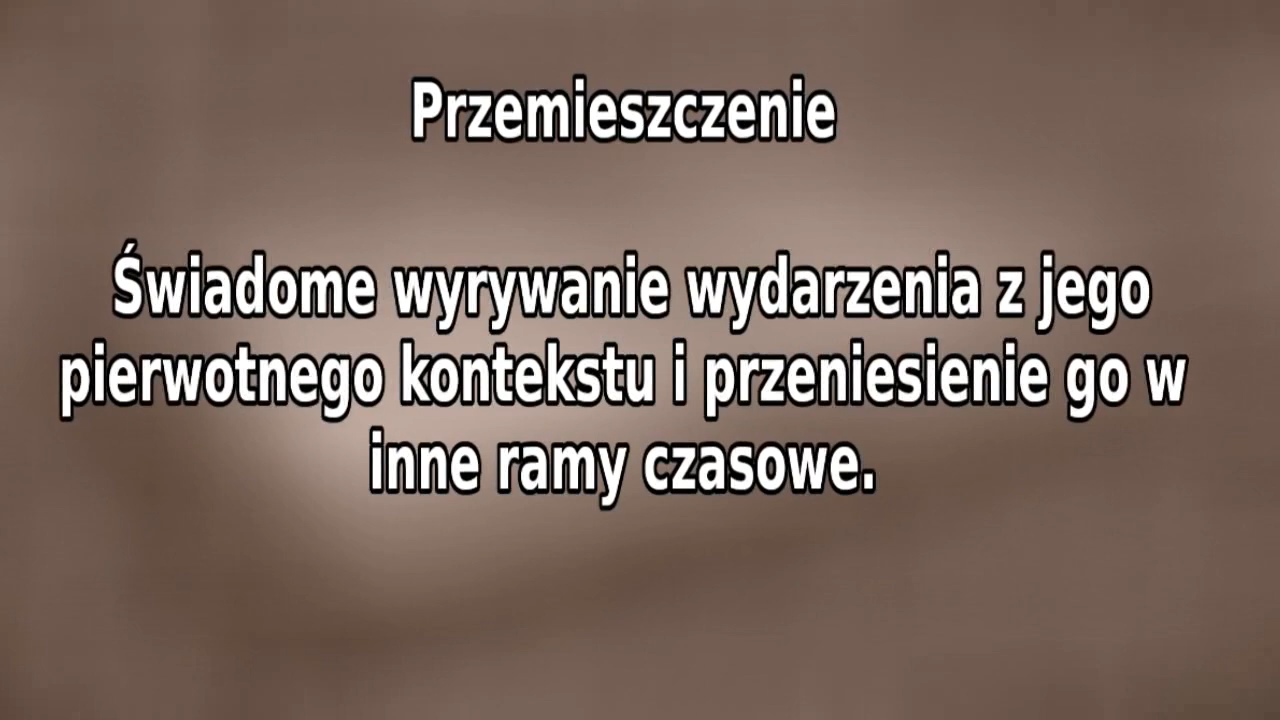 Przemieszczenie
Świadome wyrywanie wydarzenia z jego
pierwotnego kontekstu i przeniesienie go w
inne ramy czasowe.